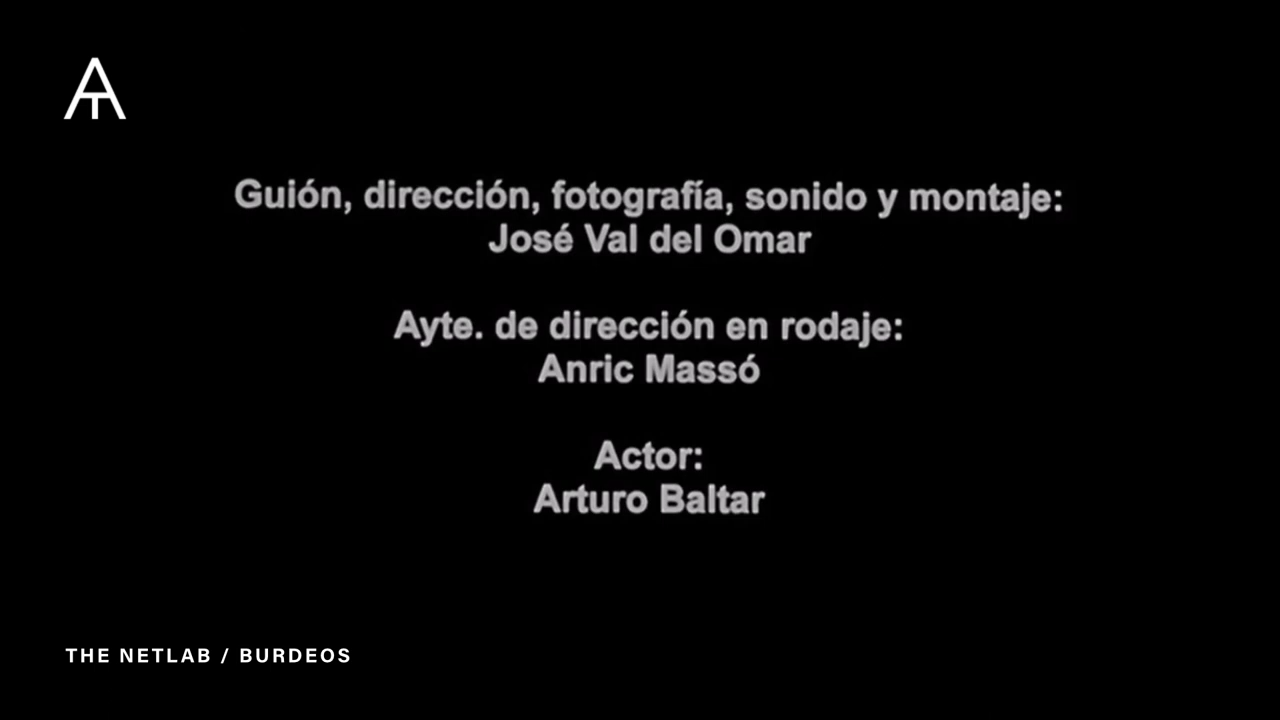 Guión, dirección, fotografía, sonido y montaje:
José Val del Omar
Ayte. de dirección en rodaje:
Anric Massó
Actor:
Arturo Baltar
THE NETLAB / BURDEOS